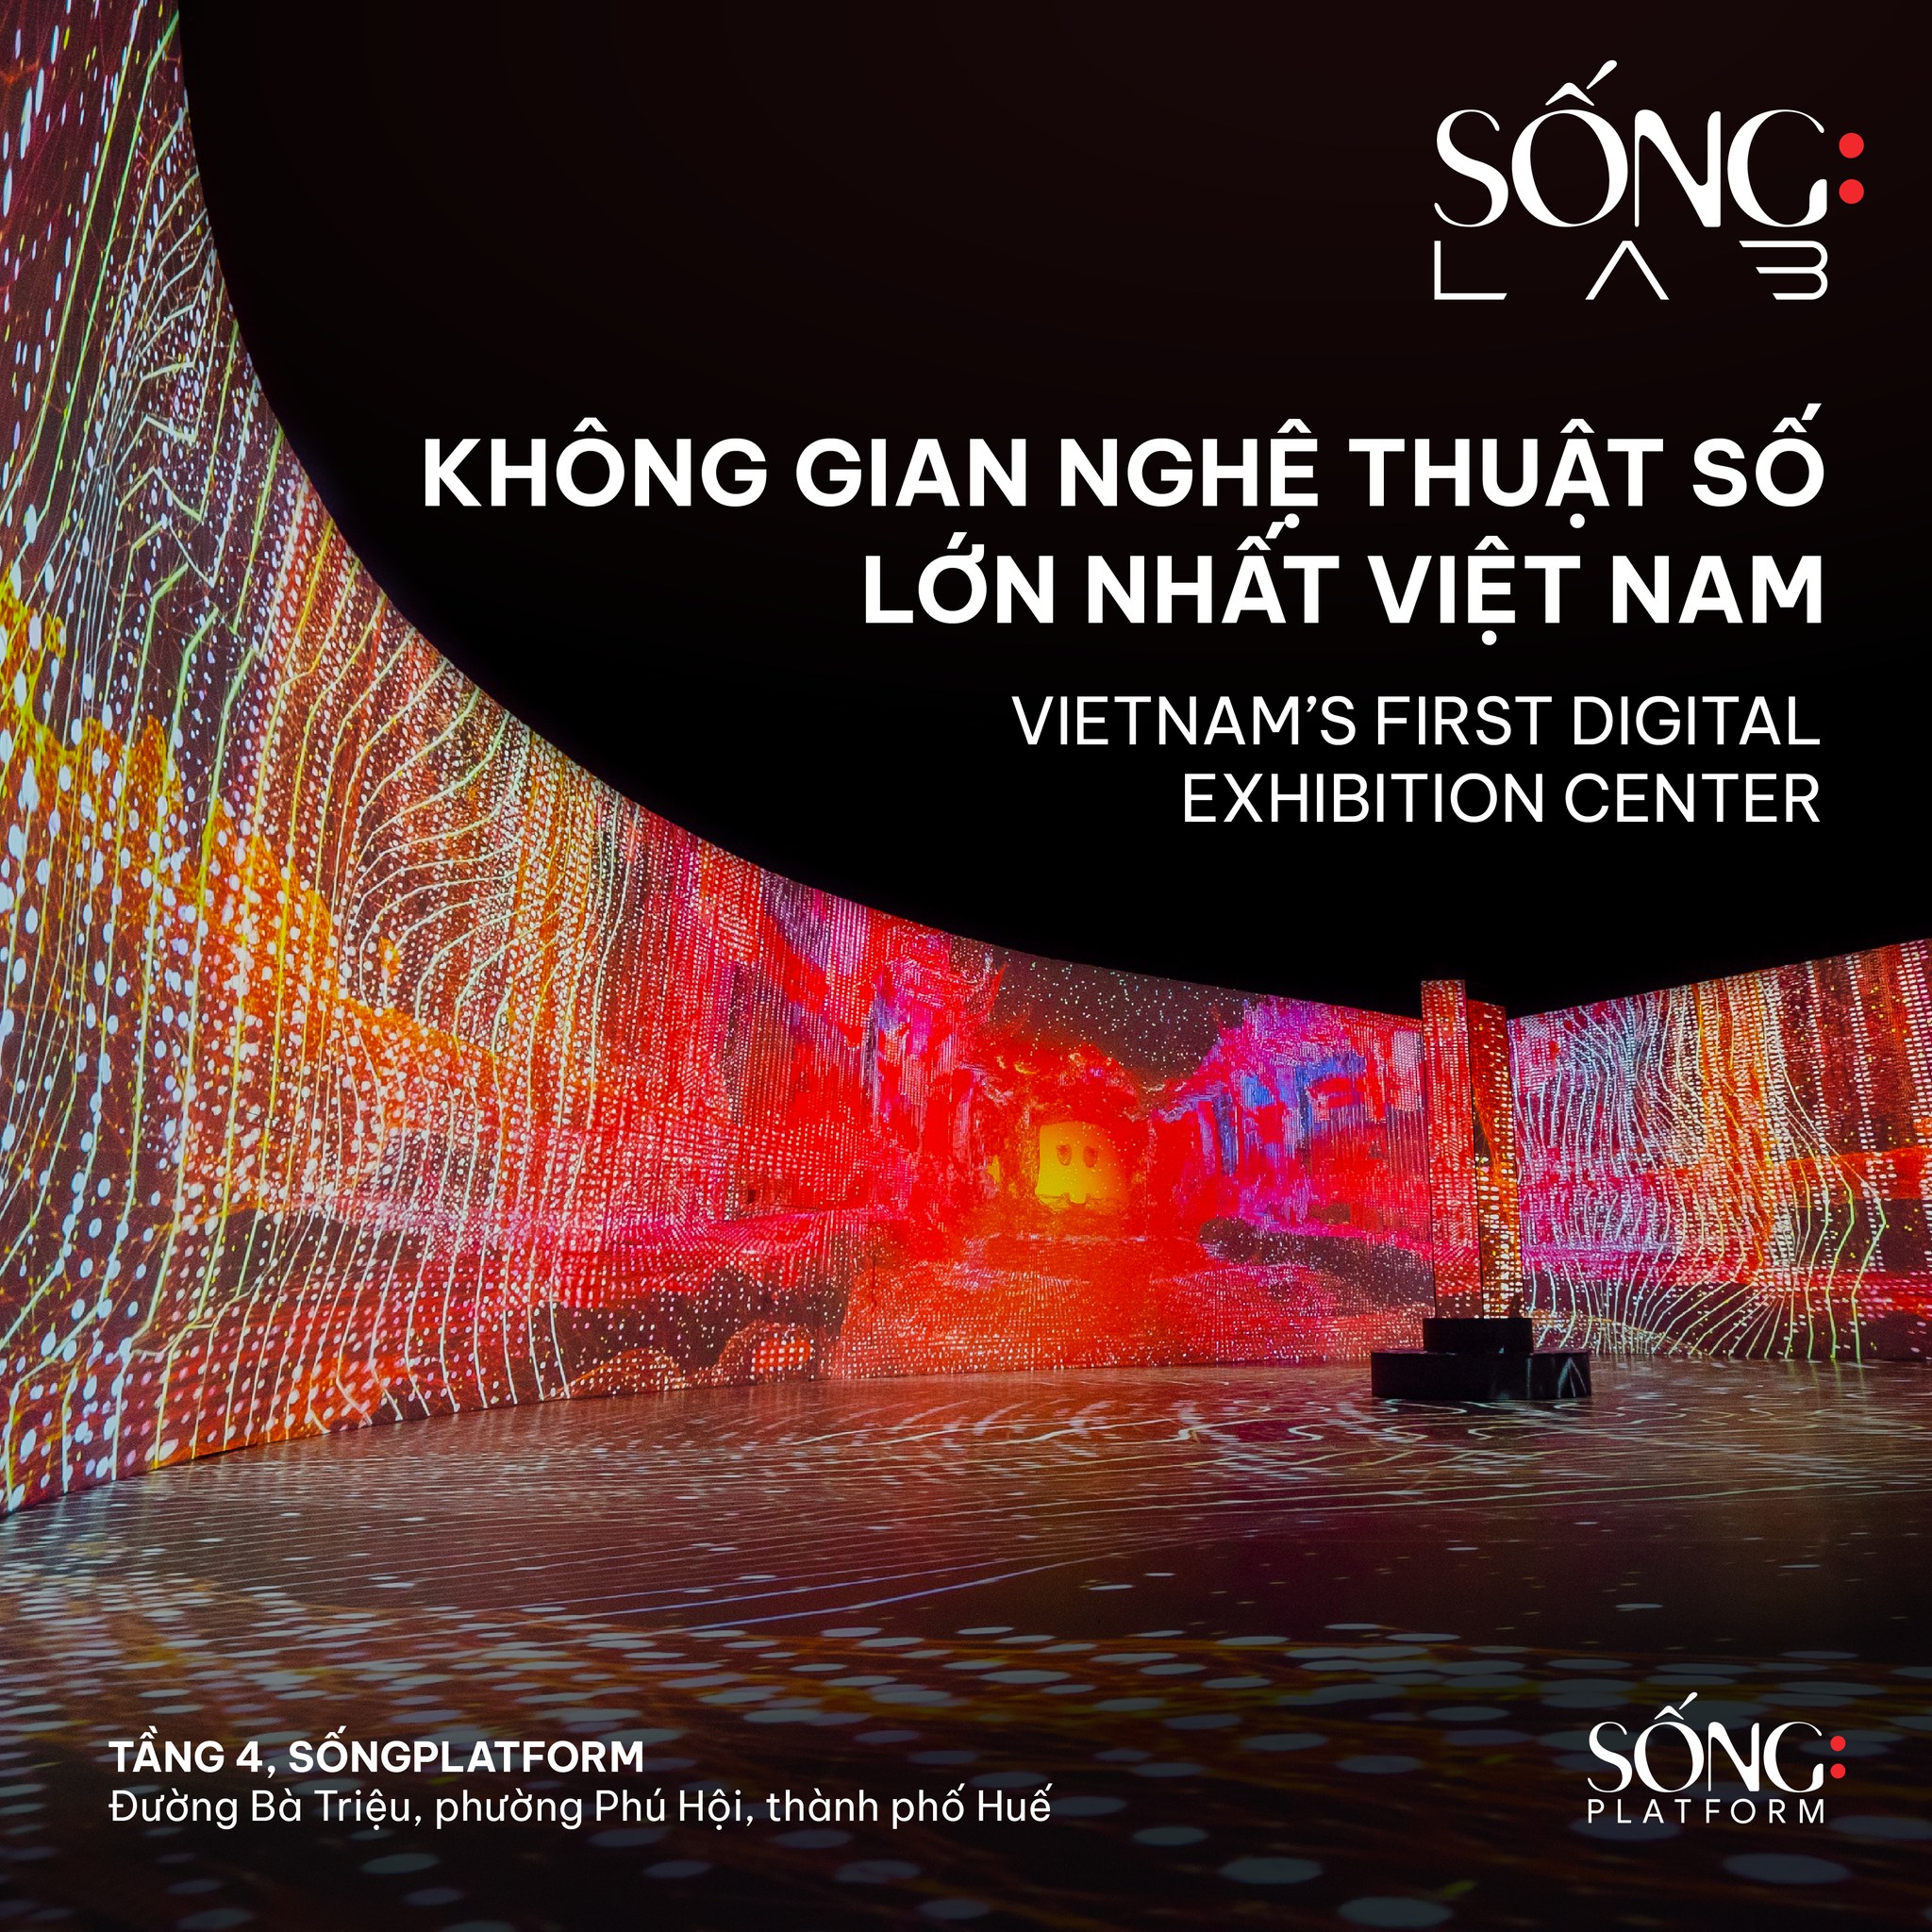 SỐNG:
LAB
KHÔNG GIAN NGHỆ THUẬT SỐ
LỚN NHẤT VIỆT NAM
VIETNAM’S FIRST DIGITAL
EXHIBITION CENTER
TẦNG 4, SỐNGPLATFORM
Đường Bà Triệu, phường Phú Hội, thành phố Huế
SỐNG:
PLATFORM